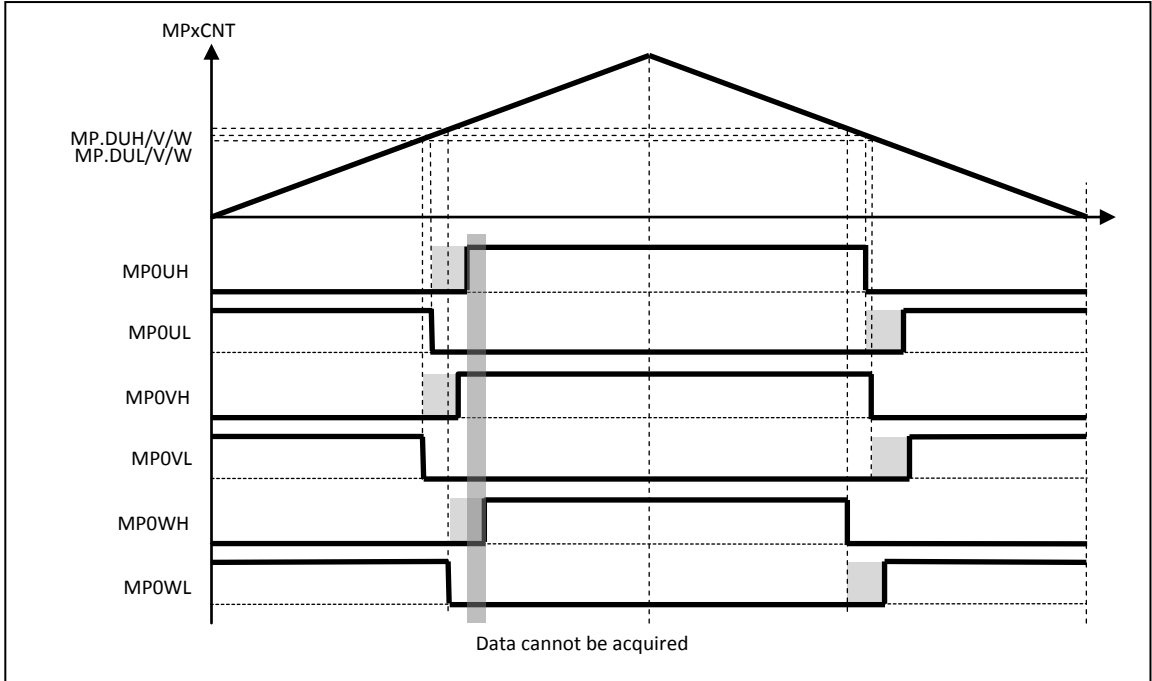 MPxCNT
MP.DUH/V/W
MP.DUL/V/W
MP0UH
MP0UL
MP0VH
MP0VL
MP0WH
MP0WL
Data cannot be acquired